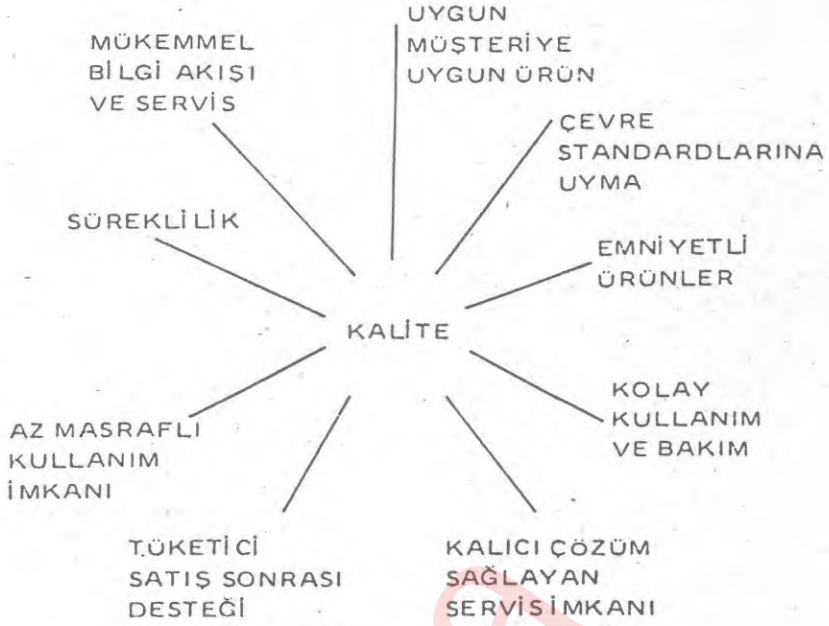 UYGUN
MÜŞTERİYE
UYGUN ÜRÜN
MÜKEMMEL
BİLGİ AKIŞI
VE SERVİS
ÇEVRE
STANDARDLARINA
UYMA
SÜREKLİLİK
EMNİYETLİ
ÜRÜNLER
KALİTE
KOLAY
KULLANIM
VE BAKIM
AZ MASRAFLI
KULLANIM
İMKANI
TÜKETİCİ
SATIŞ SONRASI
DESTEĞİ
KALICI ÇÖZÜM
SAĞLAYAN
SERVİS İMKANI